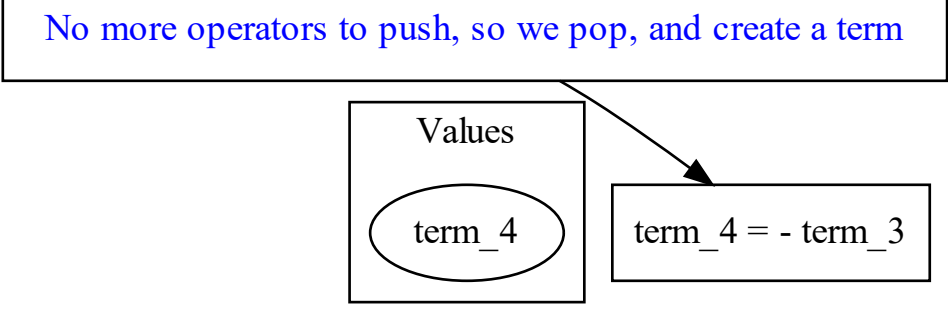 No more operators to push, so we pop, and create a term
Values
term_4
term_4 = - term_3